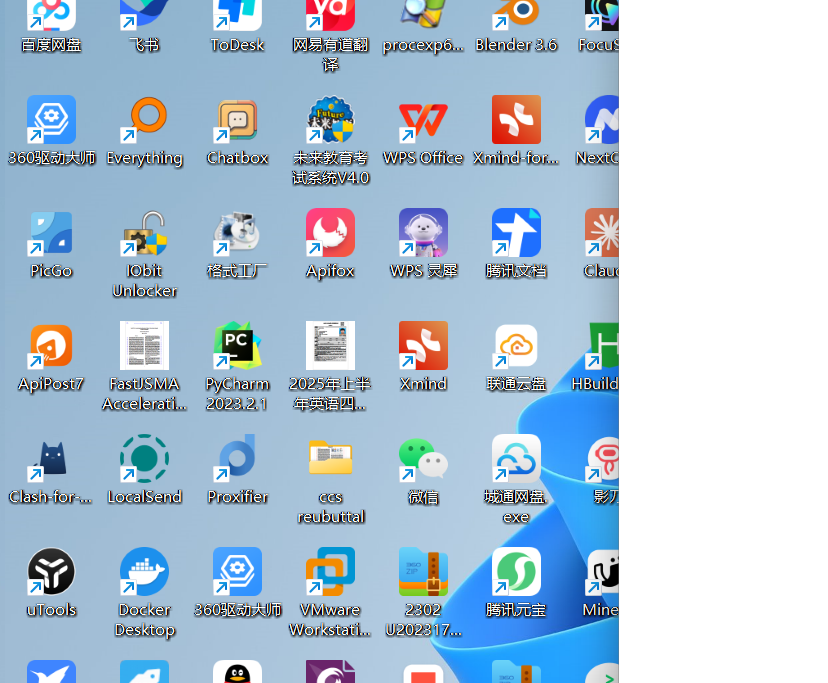 百度网盘
飞书
ToDesk
网易有道翻
译
procexp6...
Blender 3.6
FocuS
360驱动大师
Everything
Chatbox
未来教育考
试系统V4.0
WPS Office
Xmind-for...
NextC
PicGo
IObit
Unlocker
格式工厂
Apifox
WPS 灵犀
腾讯文档
Clau
ApiPost7
FastJSMA
Accelerati...
PC
PyCharm
2023.2.1
2025年上半
年英语四...
Xmind
联通云盘
HBuild
Clash-for-...
LocalSend
Proxifier
ccs
reubuttal
微信
城通网盘.
exe
影刀
uTools
Docker
Desktop
360驱动大师
VMware
Workstati...
360
ZIP
2302
U202317...
腾讯元宝
Mine